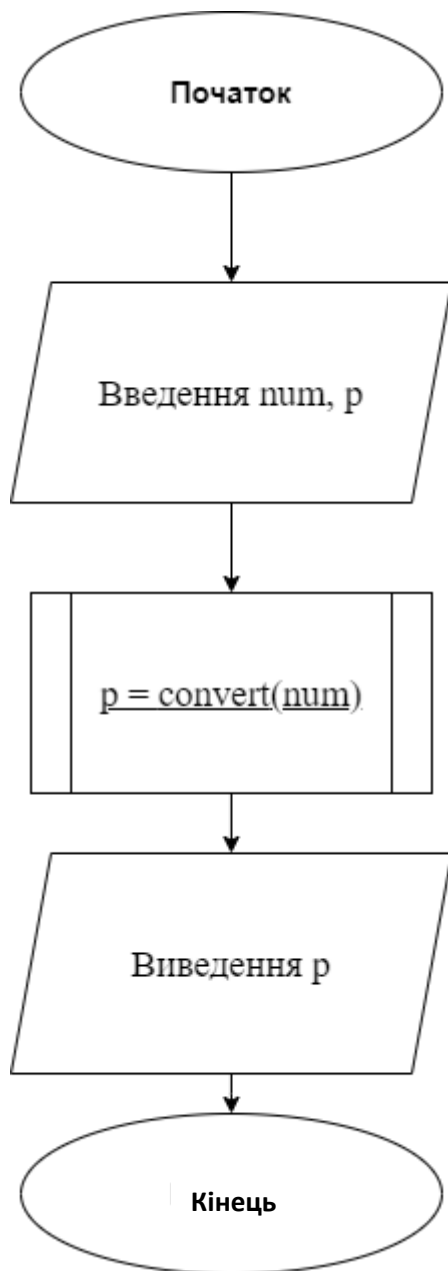 Початок
Введення num, p
p = convert(num)
Виведення p
Кінець